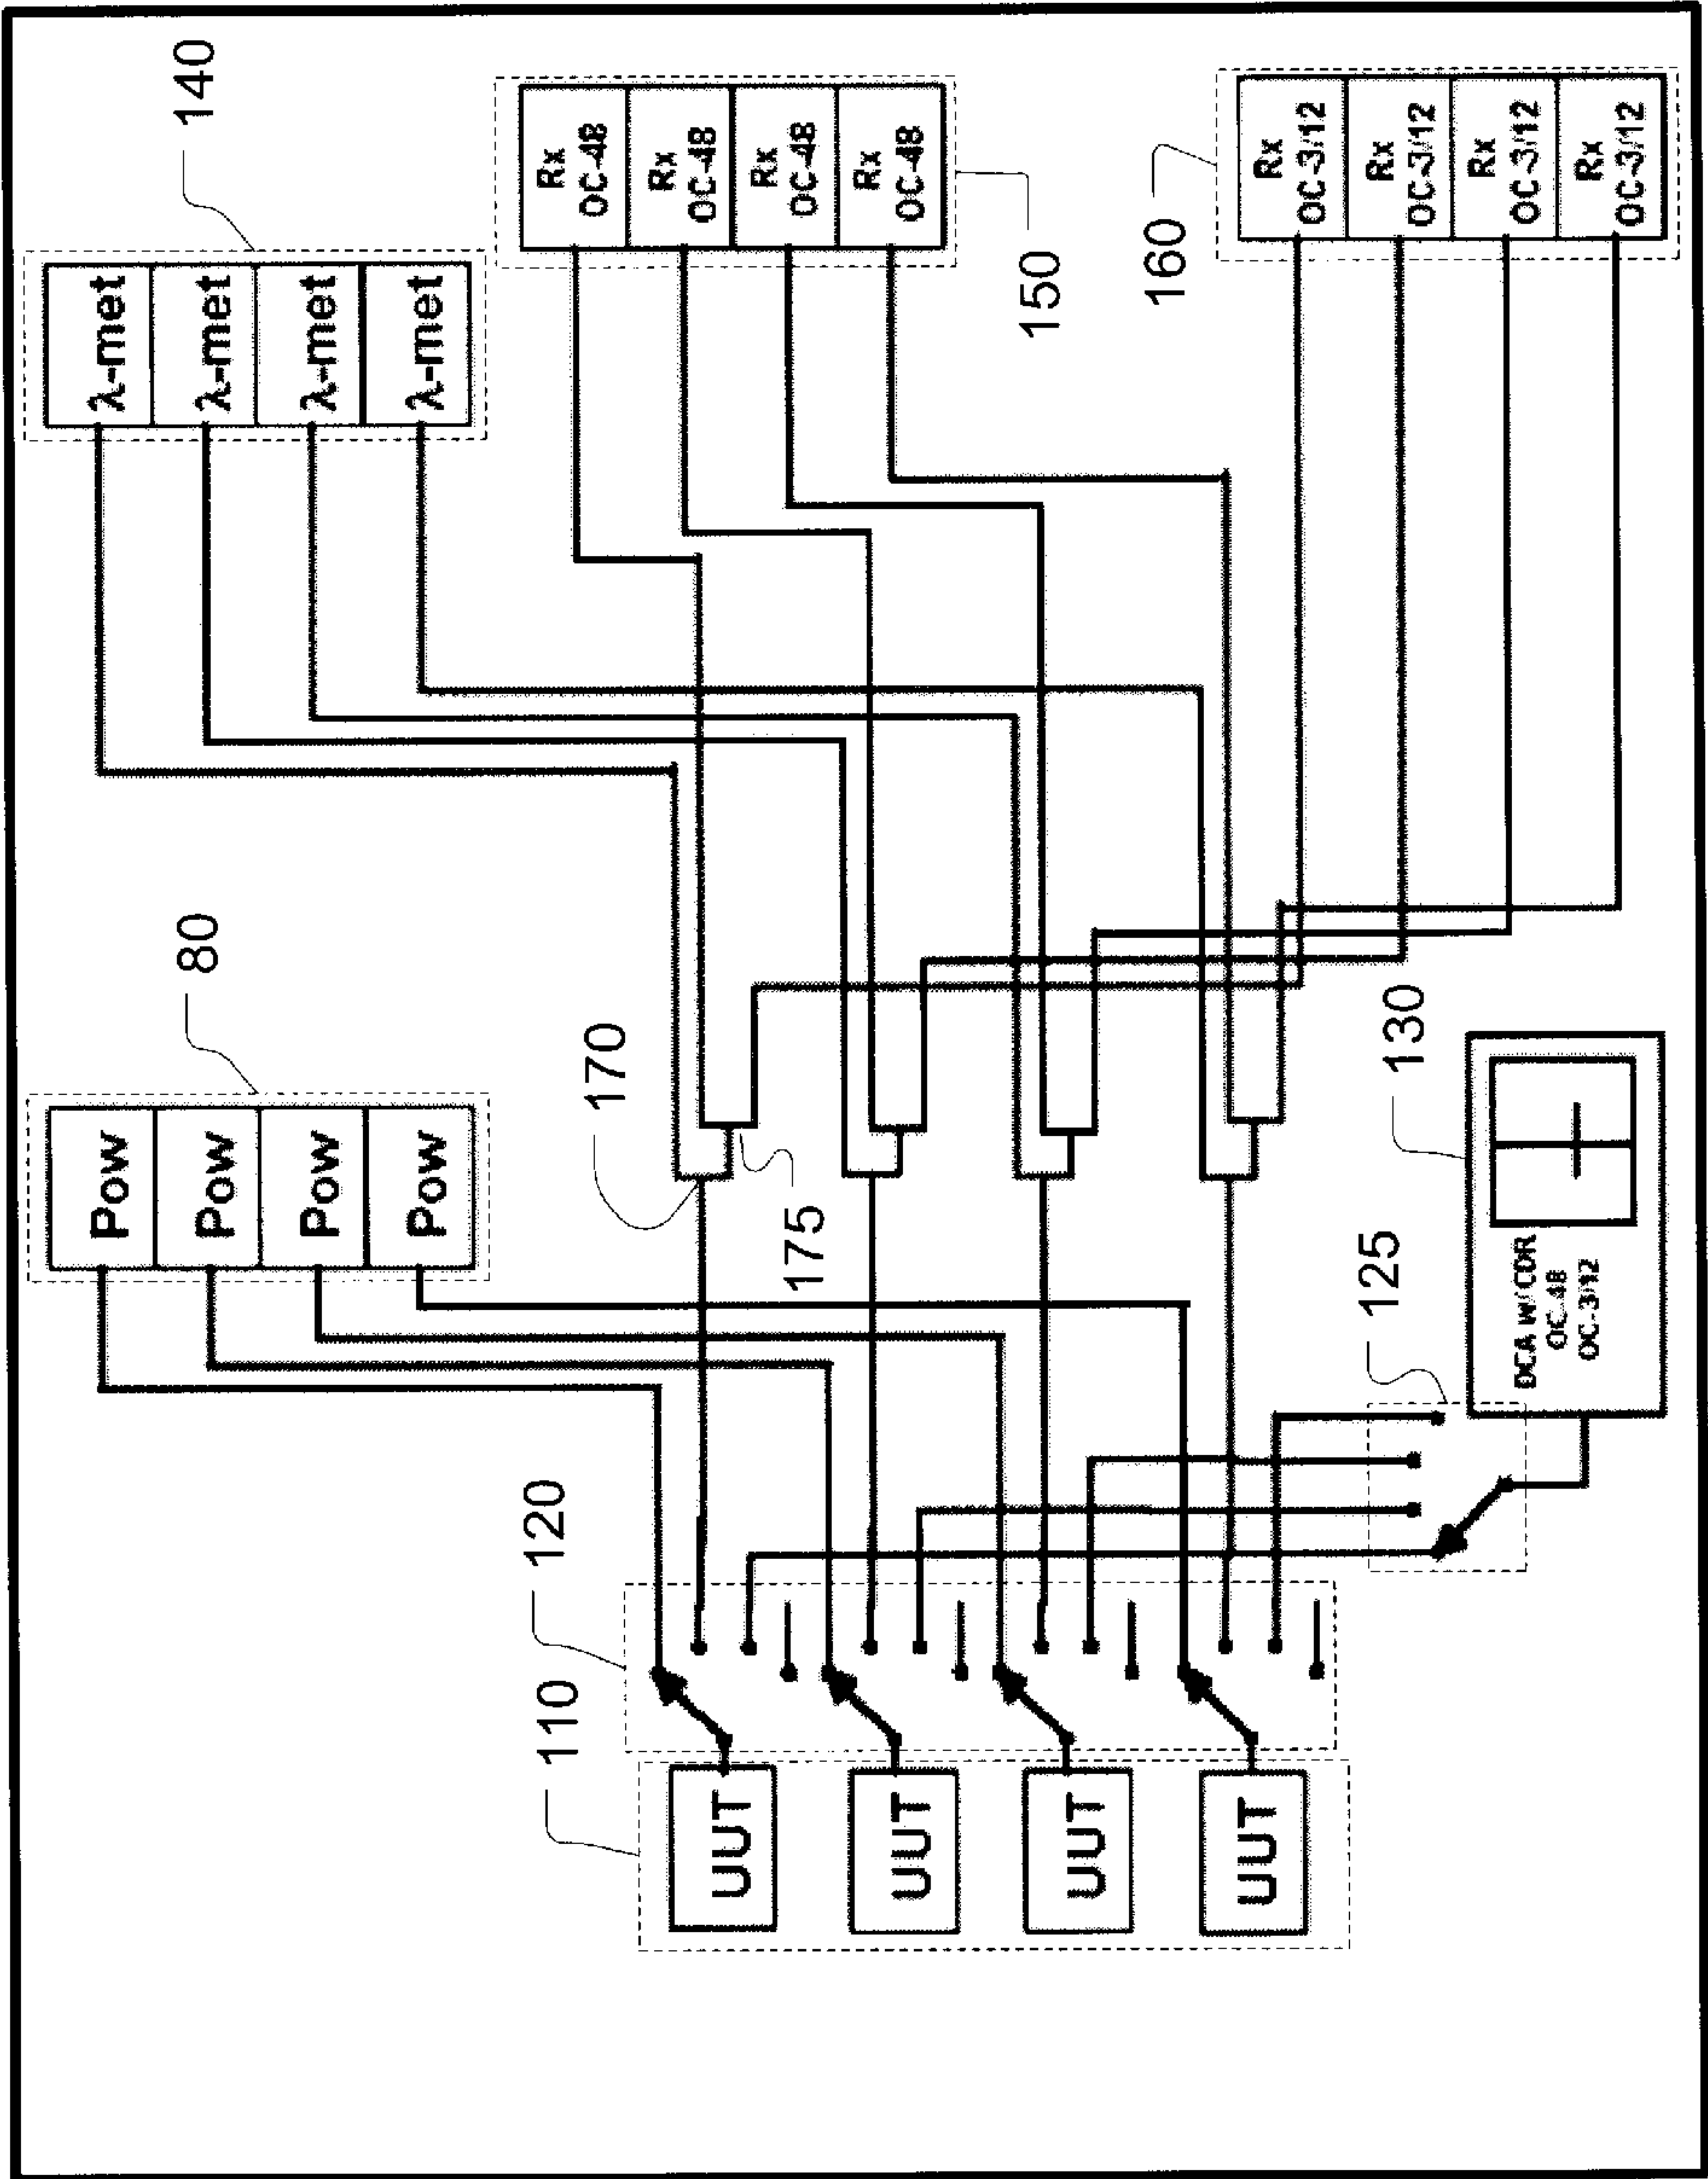 140
λ-met
λ-met
λ-met
λ-met
Rx
OC-48
Rx
OC-48
Rx
OC-48
Rx
OC-48
150
160
Rx
OC-3/12
Rx
OC-3/12
Rx
OC-3/12
Rx
OC-3/12
80
Pow
Pow
Pow
Pow
170
175
130
DCA W/ CDR
OC-48
OC-3/12
125
120
110
UUT
UUT
UUT
UUT